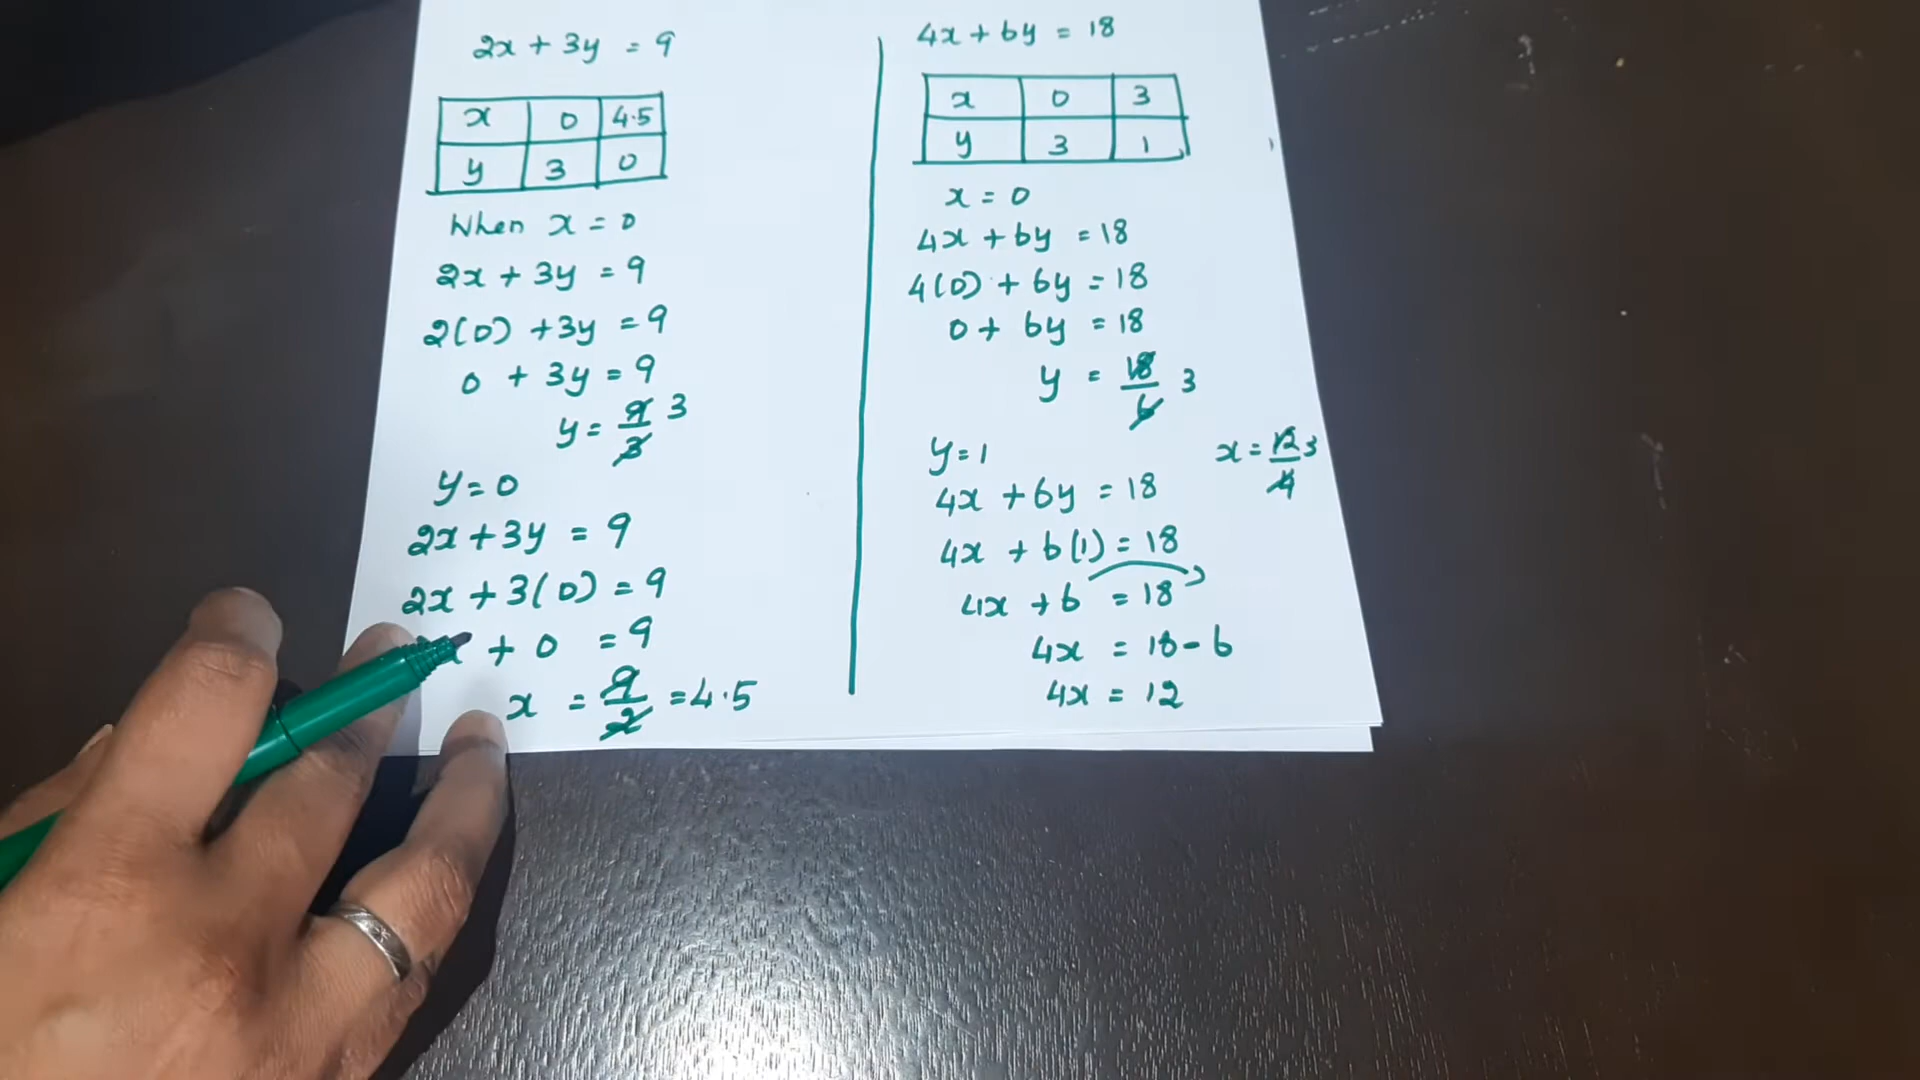 2x + 3y = 9
x 0 4.5
y 3 0
When x = 0
2x + 3y = 9
2(0) + 3y = 9
0 + 3y = 9
y = 9/3 3
y = 0
2x + 3y = 9
2x + 3(0) = 9
x + 0 = 9
x = 9/2 = 4.5
4x + 6y = 18
x 0 3
y 3 1
x = 0
4x + 6y = 18
4(0) + 6y = 18
0 + 6y = 18
y = 18/6 3
y = 1
4x + 6y = 18
4x + 6(1) = 18
4x + 6 = 18
4x = 18 - 6
4x = 12
x = 12/4 3